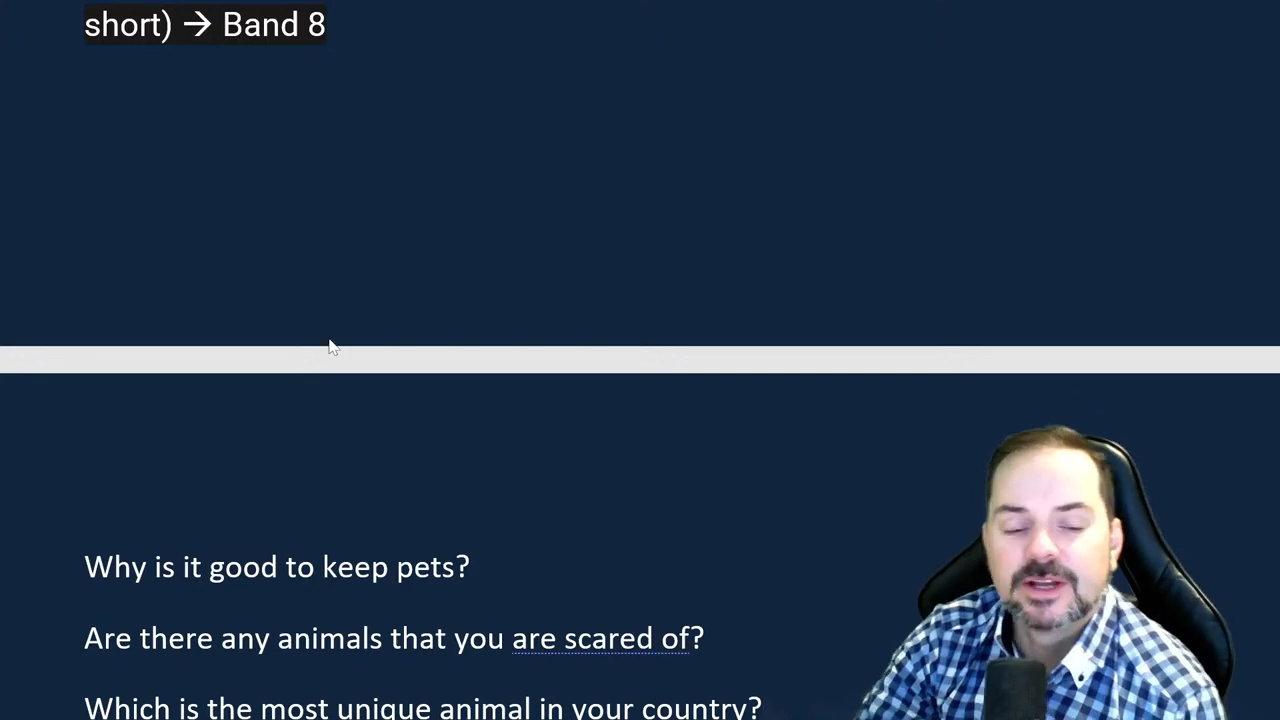 short) → Band 8
Why is it good to keep pets?
Are there any animals that you are scared of?
Which is the most unique animal in your country?